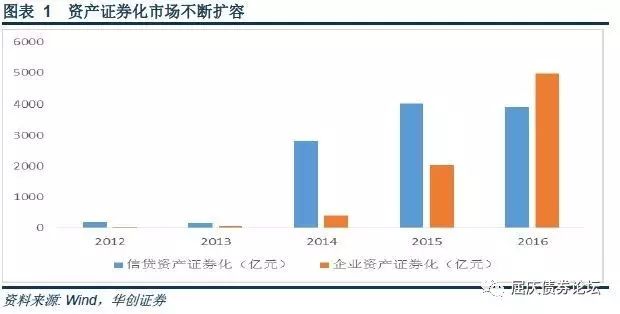 图表 1 资产证券化市场不断扩容
6000
5000
4000
3000
2000
1000
0
2012 2013 2014 2015 2016
信贷资产证券化（亿元） 企业资产证券化（亿元）
屈庆债券论坛
资料来源: Wind，华创证券